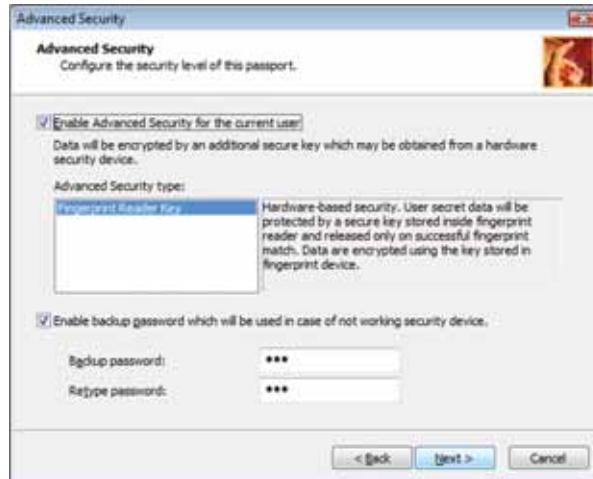 Advanced Security
Advanced Security
Configure the security level of this passport.
Enable Advanced Security for the current user
Data will be encrypted by an additional secure key which may be obtained from a hardware
security device.
Advanced Security type:
Fingerprint Reader Key
Hardware-based security. User secret data will be
protected by a secure key stored inside fingerprint
reader and released only on successful fingerprint
match. Data are encrypted using the key stored in
fingerprint device.
Enable backup password which will be used in case of not working security device.
Backup password:
•••
Retype password:
•••
< Back
Next >
Cancel